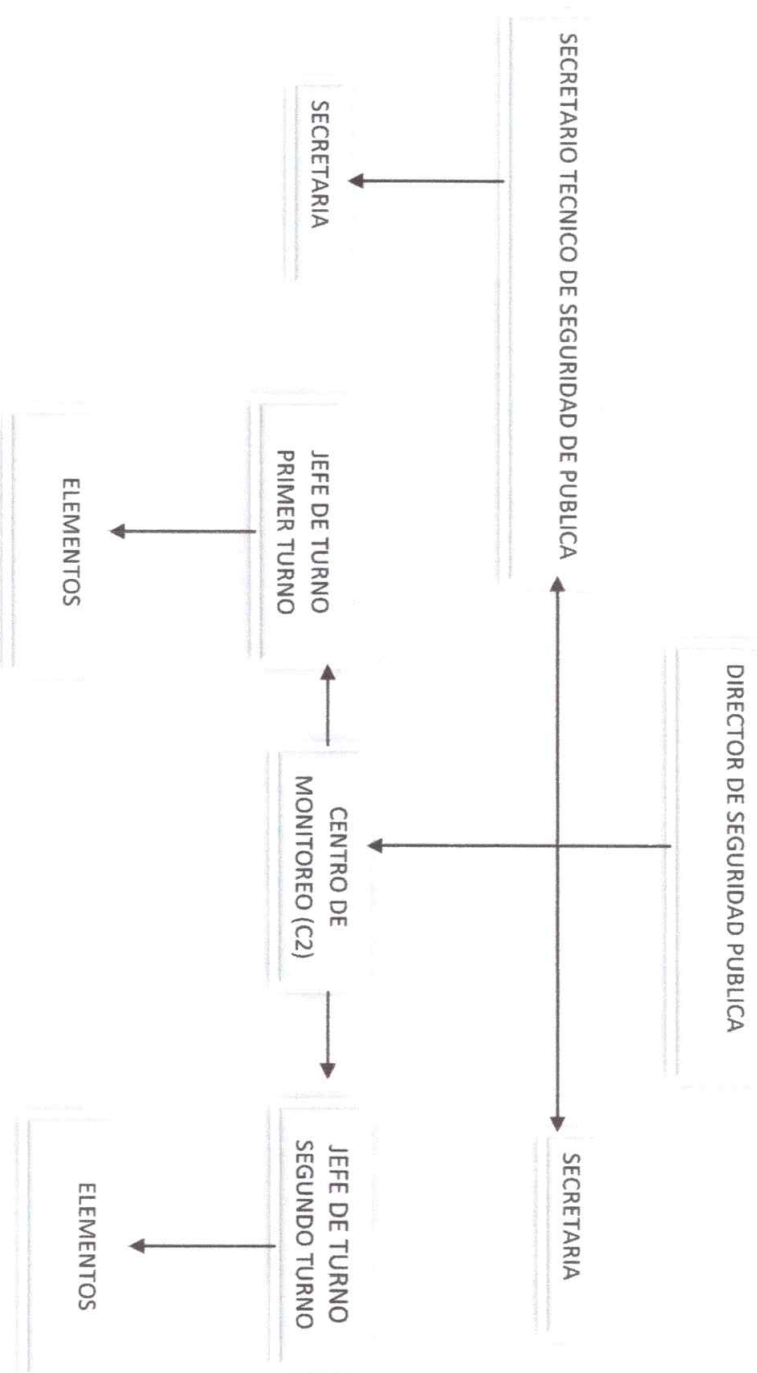 DIRECTOR DE SEGURIDAD PUBLICA
SECRETARIO TECNICO DE SEGURIDAD DE PUBLICA
SECRETARIA
SECRETARIA
JEFE DE TURNO
PRIMER TURNO
CENTRO DE
MONITOREO (C2)
JEFE DE TURNO
SEGUNDO TURNO
ELEMENTOS
ELEMENTOS